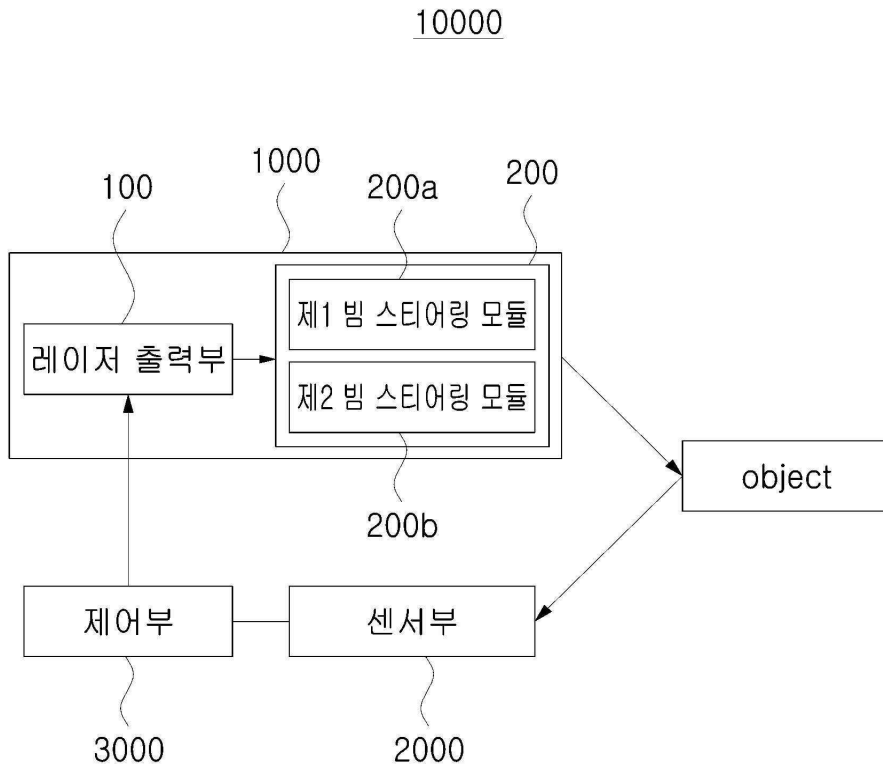 10000
1000
100
200a
200
제1 빔 스티어링 모듈
레이저 출력부
제2 빔 스티어링 모듈
object
200b
제어부
센서부
3000
2000